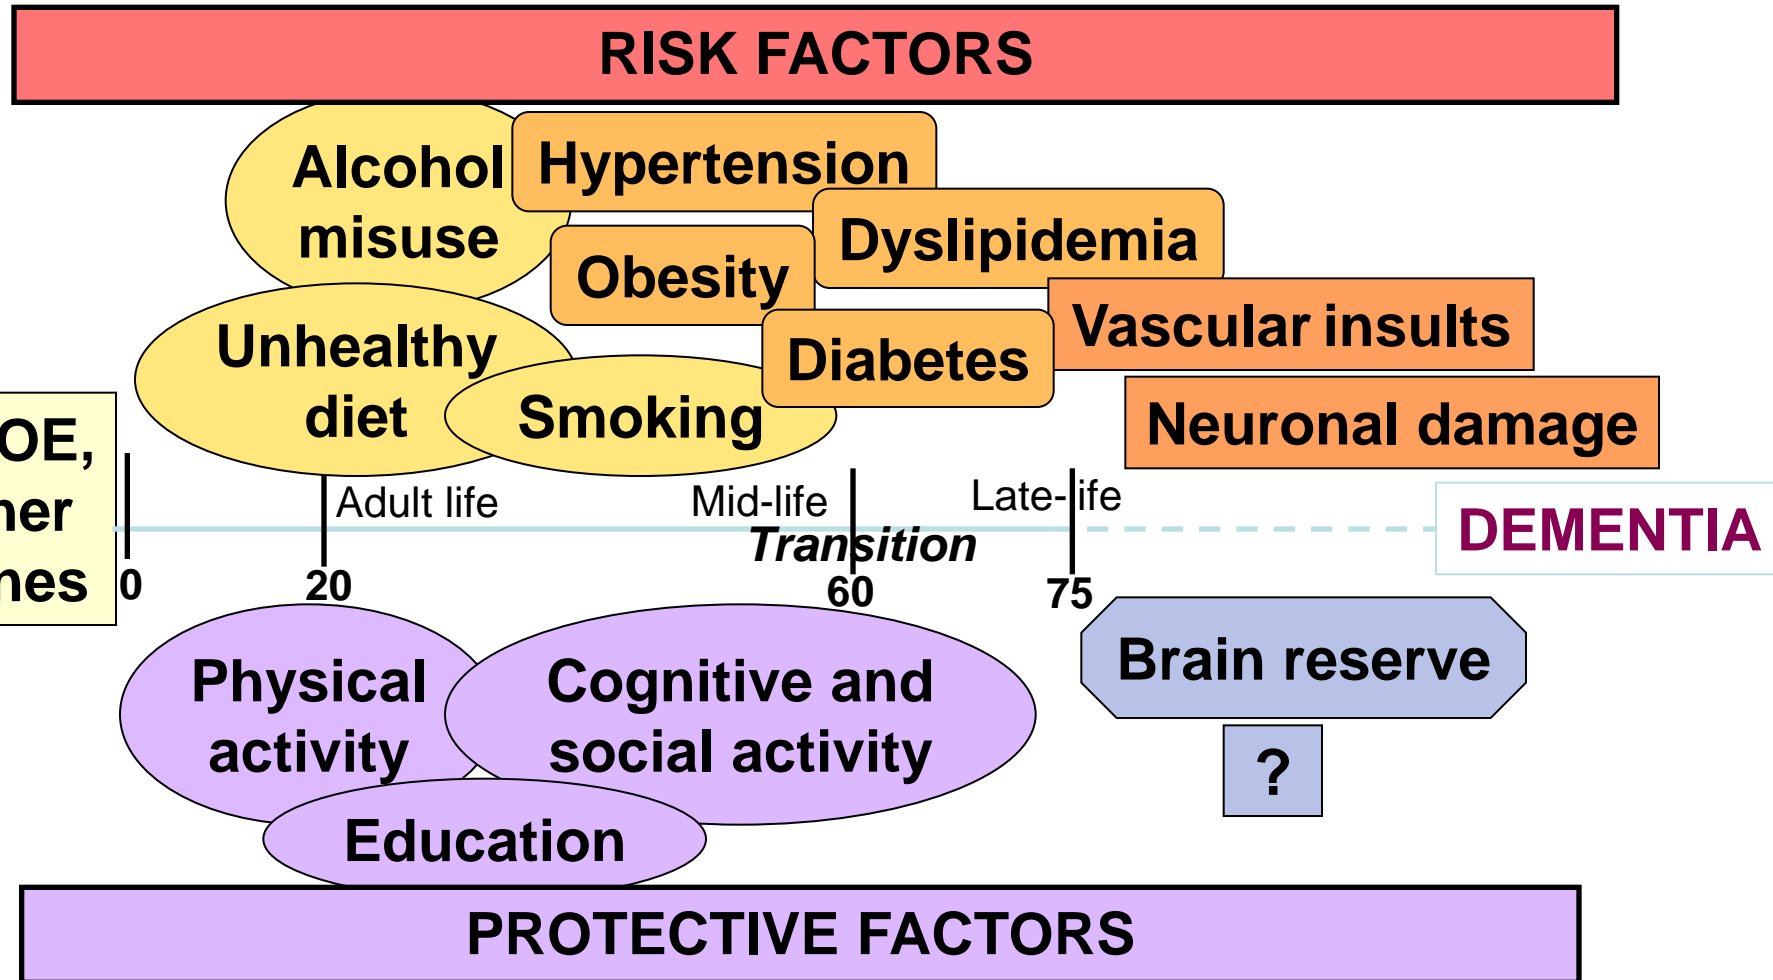 RISK FACTORS
Alcohol
misuse
Hypertension
Dyslipidemia
Obesity
Vascular insults
Unhealthy
diet
Diabetes
Smoking
Neuronal damage
OE,
her
nes
Adult life
Mid-life
Late-life
Transition
DEMENTIA
0
20
60
75
Physical
activity
Cognitive and
social activity
Brain reserve
?
Education
PROTECTIVE FACTORS